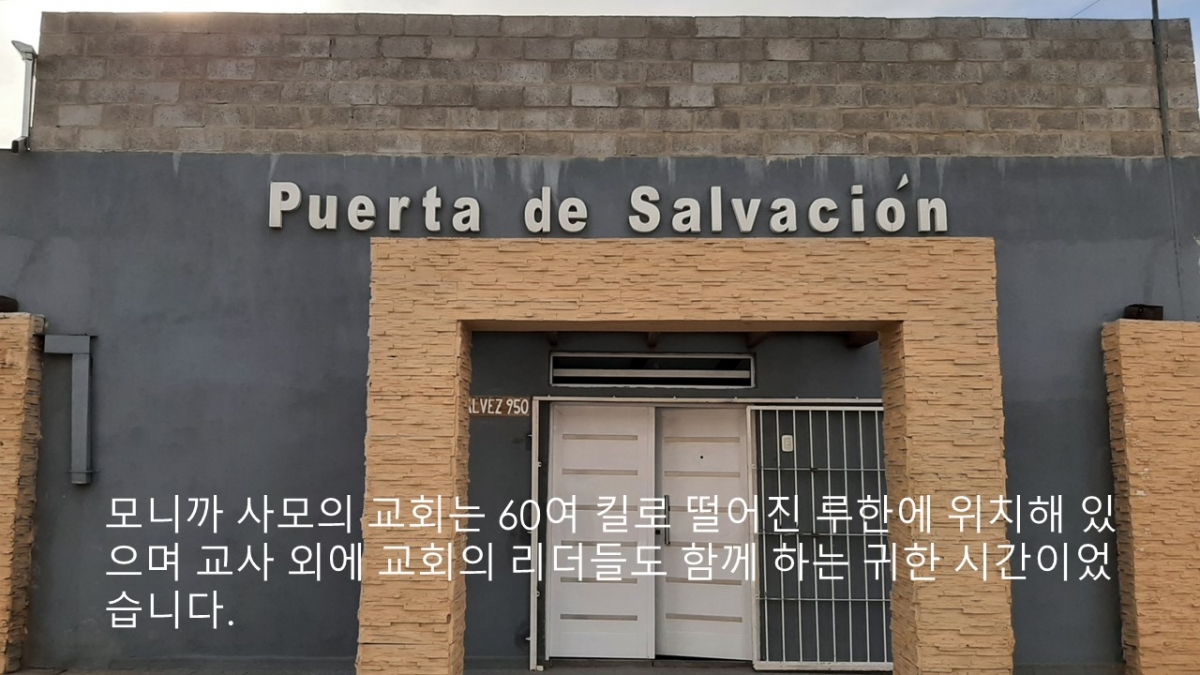 Puerta de Salvación
LVEZ 950
모니까 사모의 교회는 60여 킬로 떨어진 루한에 위치해 있
으며 교사 외에 교회의 리더들도 함께 하는 귀한 시간이었
습니다.